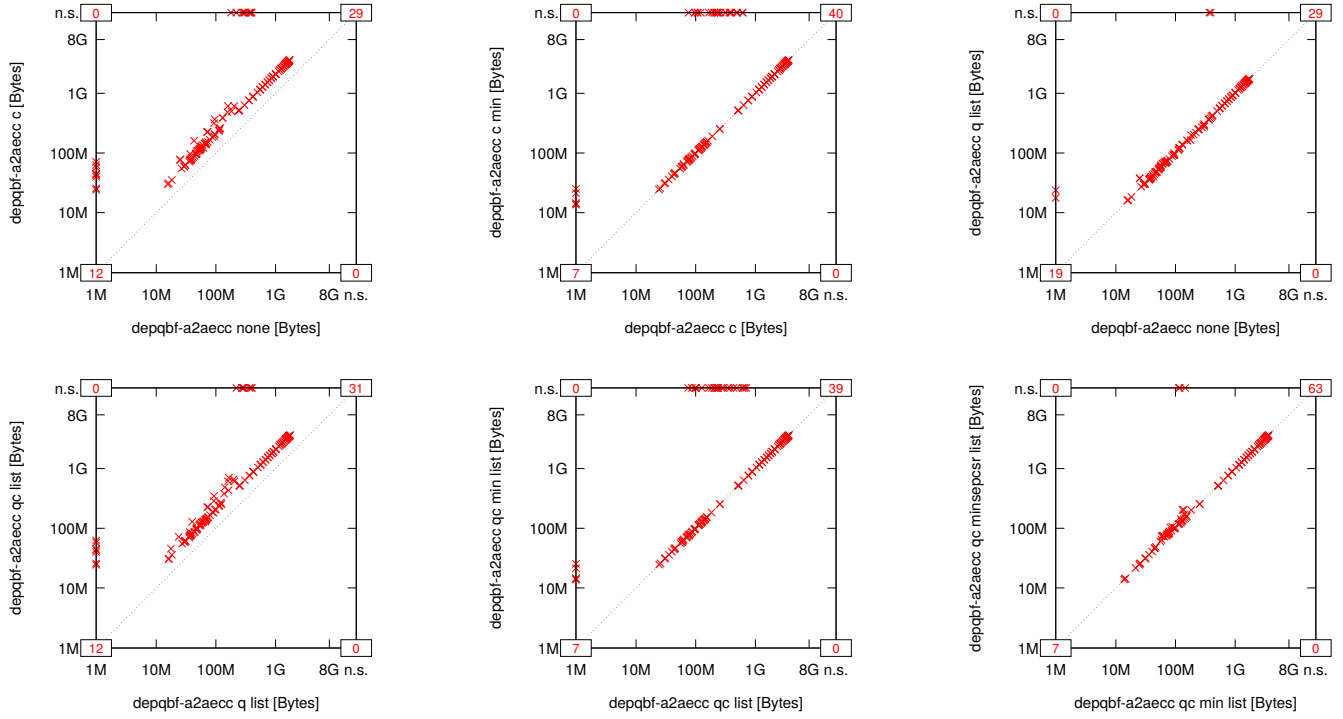 n.s. 0 29
8G
1G
100M
10M
1M 12 0
1M 10M 100M 1G 8G n.s.
depqbf-a2aecc c [Bytes]
depqbf-a2aecc none [Bytes]
n.s. 0 40
8G
1G
100M
10M
1M 7 0
1M 10M 100M 1G 8G n.s.
depqbf-a2aecc c min [Bytes]
depqbf-a2aecc c [Bytes]
n.s. 0 29
8G
1G
100M
10M
1M 19 0
1M 10M 100M 1G 8G n.s.
depqbf-a2aecc q list [Bytes]
depqbf-a2aecc none [Bytes]
n.s. 0 31
8G
1G
100M
10M
1M 12 0
1M 10M 100M 1G 8G n.s.
depqbf-a2aecc qc list [Bytes]
depqbf-a2aecc q list [Bytes]
n.s. 0 39
8G
1G
100M
10M
1M 7 0
1M 10M 100M 1G 8G n.s.
depqbf-a2aecc qc min list [Bytes]
depqbf-a2aecc qc list [Bytes]
n.s. 0 63
8G
1G
100M
10M
1M 7 0
1M 10M 100M 1G 8G n.s.
depqbf-a2aecc qc minsepcsr list [Bytes]
depqbf-a2aecc qc min list [Bytes]